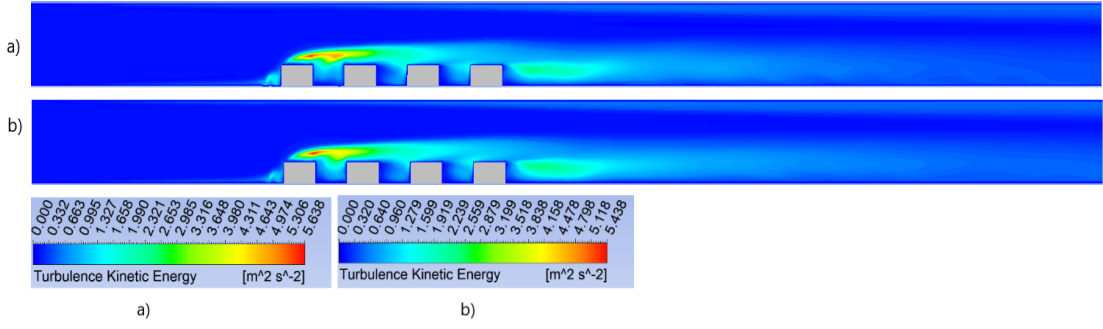 a)
b)
0.000 0.332 0.663 0.995 1.327 1.658 1.990 2.321 2.653 2.985 3.316 3.648 3.980 4.311 4.643 4.974 5.306 5.638
Turbulence Kinetic Energy [m^2 s^-2]
0.000 0.320 0.640 0.960 1.279 1.599 1.919 2.239 2.559 2.879 3.199 3.518 3.838 4.158 4.478 4.798 5.118 5.438
Turbulence Kinetic Energy [m^2 s^-2]
a)
b)